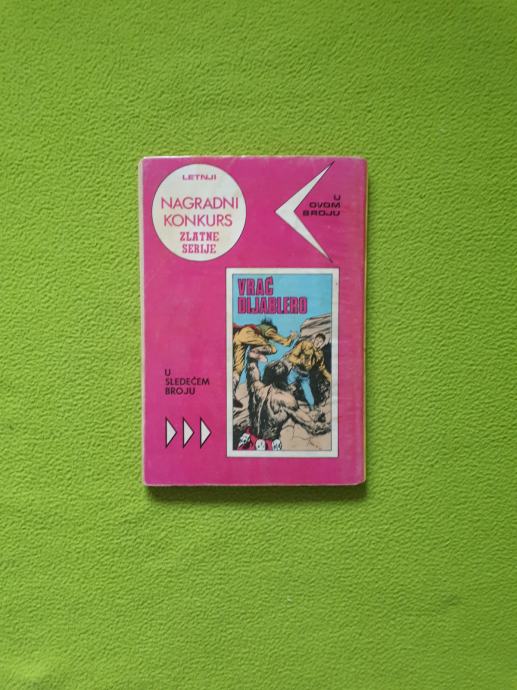 LETNJI
NAGRADNI
KONKURS
ZLATNE
SERIJE
U
OVOM
BROJU
VRAČ
DIJABLERO
U
SLEDEĆEM
BROJU